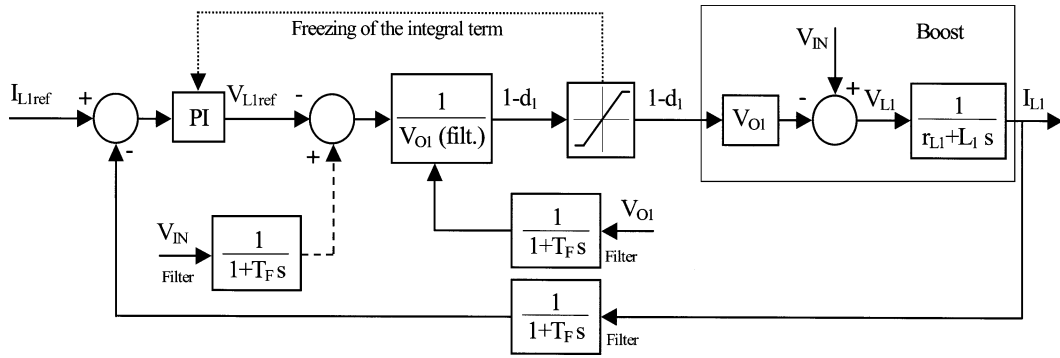 Freezing of the integral term
Boost
V_IN
I_L1ref
+
-
PI
V_L1ref
-
+
1
V_O1 (filt.)
1-d_1
1-d_1
V_O1
-
+
V_L1
1
r_L1+L_1 s
I_L1
V_IN
Filter
1
1+T_F s
1
1+T_F s
V_O1
Filter
1
1+T_F s
Filter